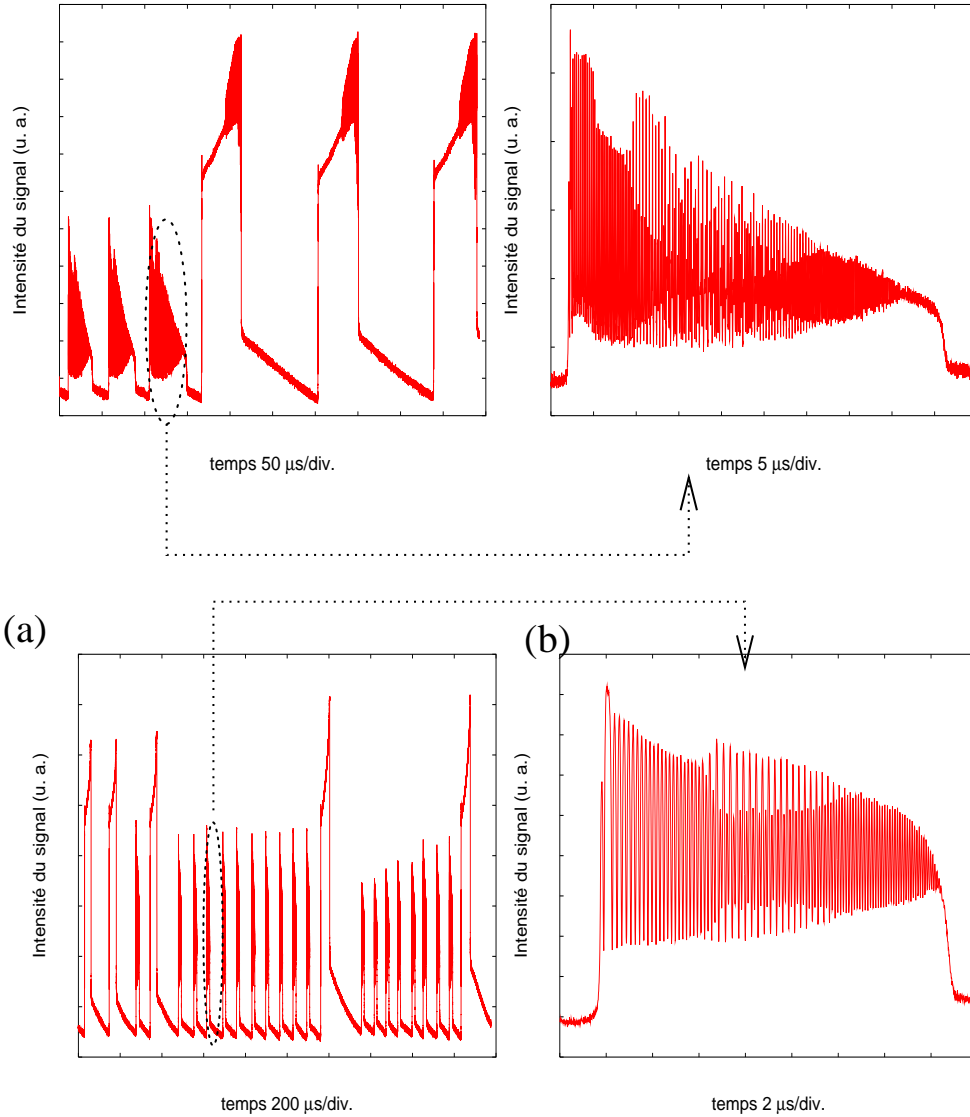 Intensité du signal (u. a.)
Intensité du signal (u. a.)
temps 50 μs/div.
temps 5 μs/div.
(a)
(b)
Intensité du signal (u. a.)
Intensité du signal (u. a.)
temps 200 μs/div.
temps 2 μs/div.